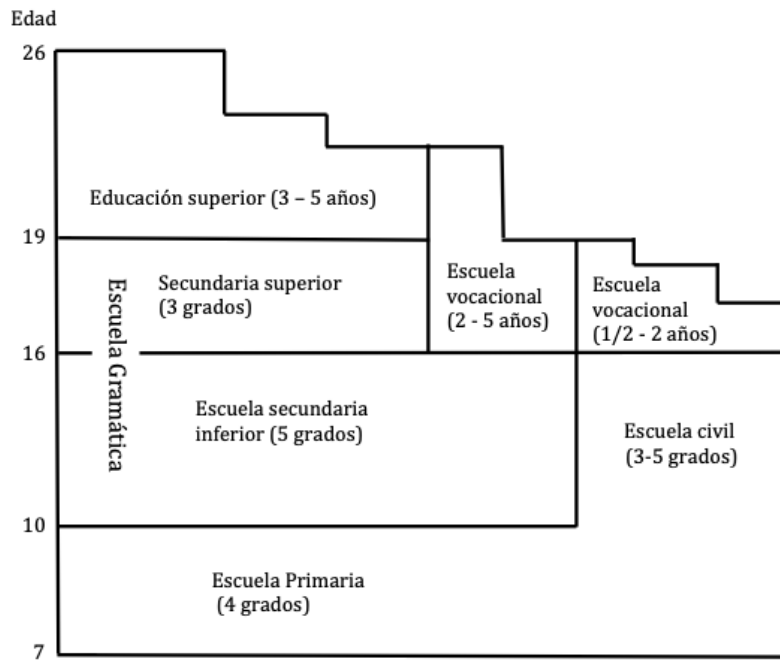 Edad
26
Educación superior (3 – 5 años)
19
Secundaria superior
(3 grados)
Escuela
vocacional
(2 - 5 años)
Escuela
vocacional
(1/2 - 2 años)
Escuela Gramática
16
Escuela secundaria
inferior (5 grados)
Escuela civil
(3-5 grados)
10
Escuela Primaria
(4 grados)
7